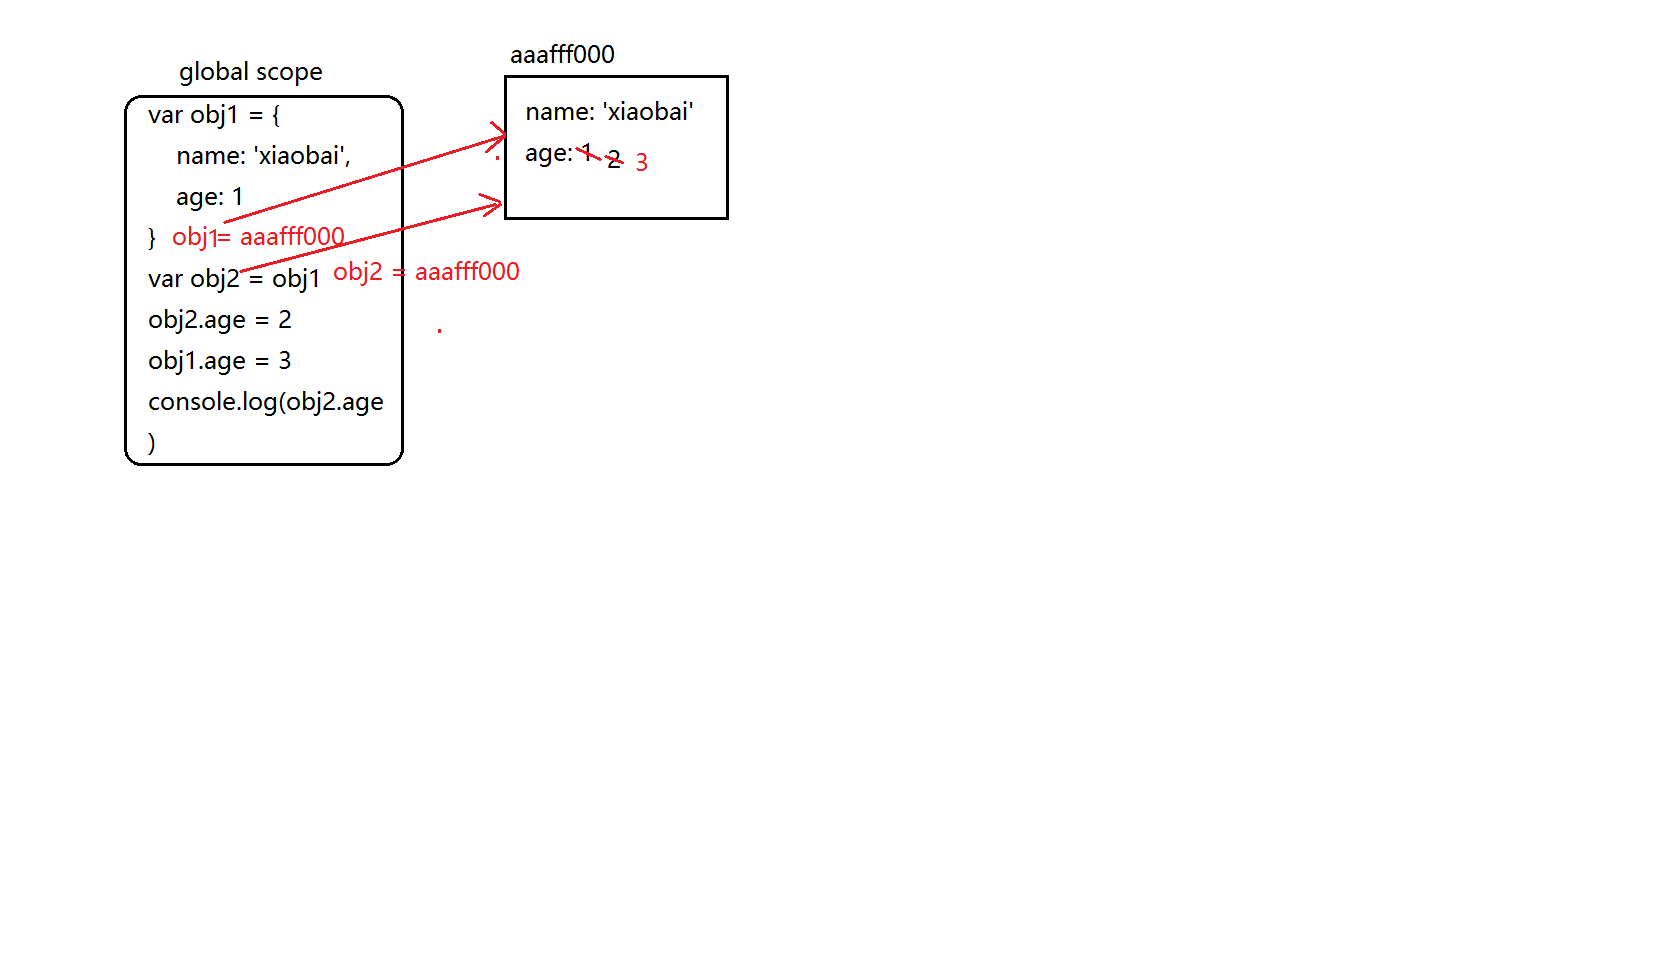 global scope
var obj1 = {
name: 'xiaobai',
age: 1
} obj1= aaafff000
var obj2 = obj1 obj2 = aaafff000
obj2.age = 2
obj1.age = 3
console.log(obj2.age
)
aaafff000
name: 'xiaobai'
age: 1 2 3